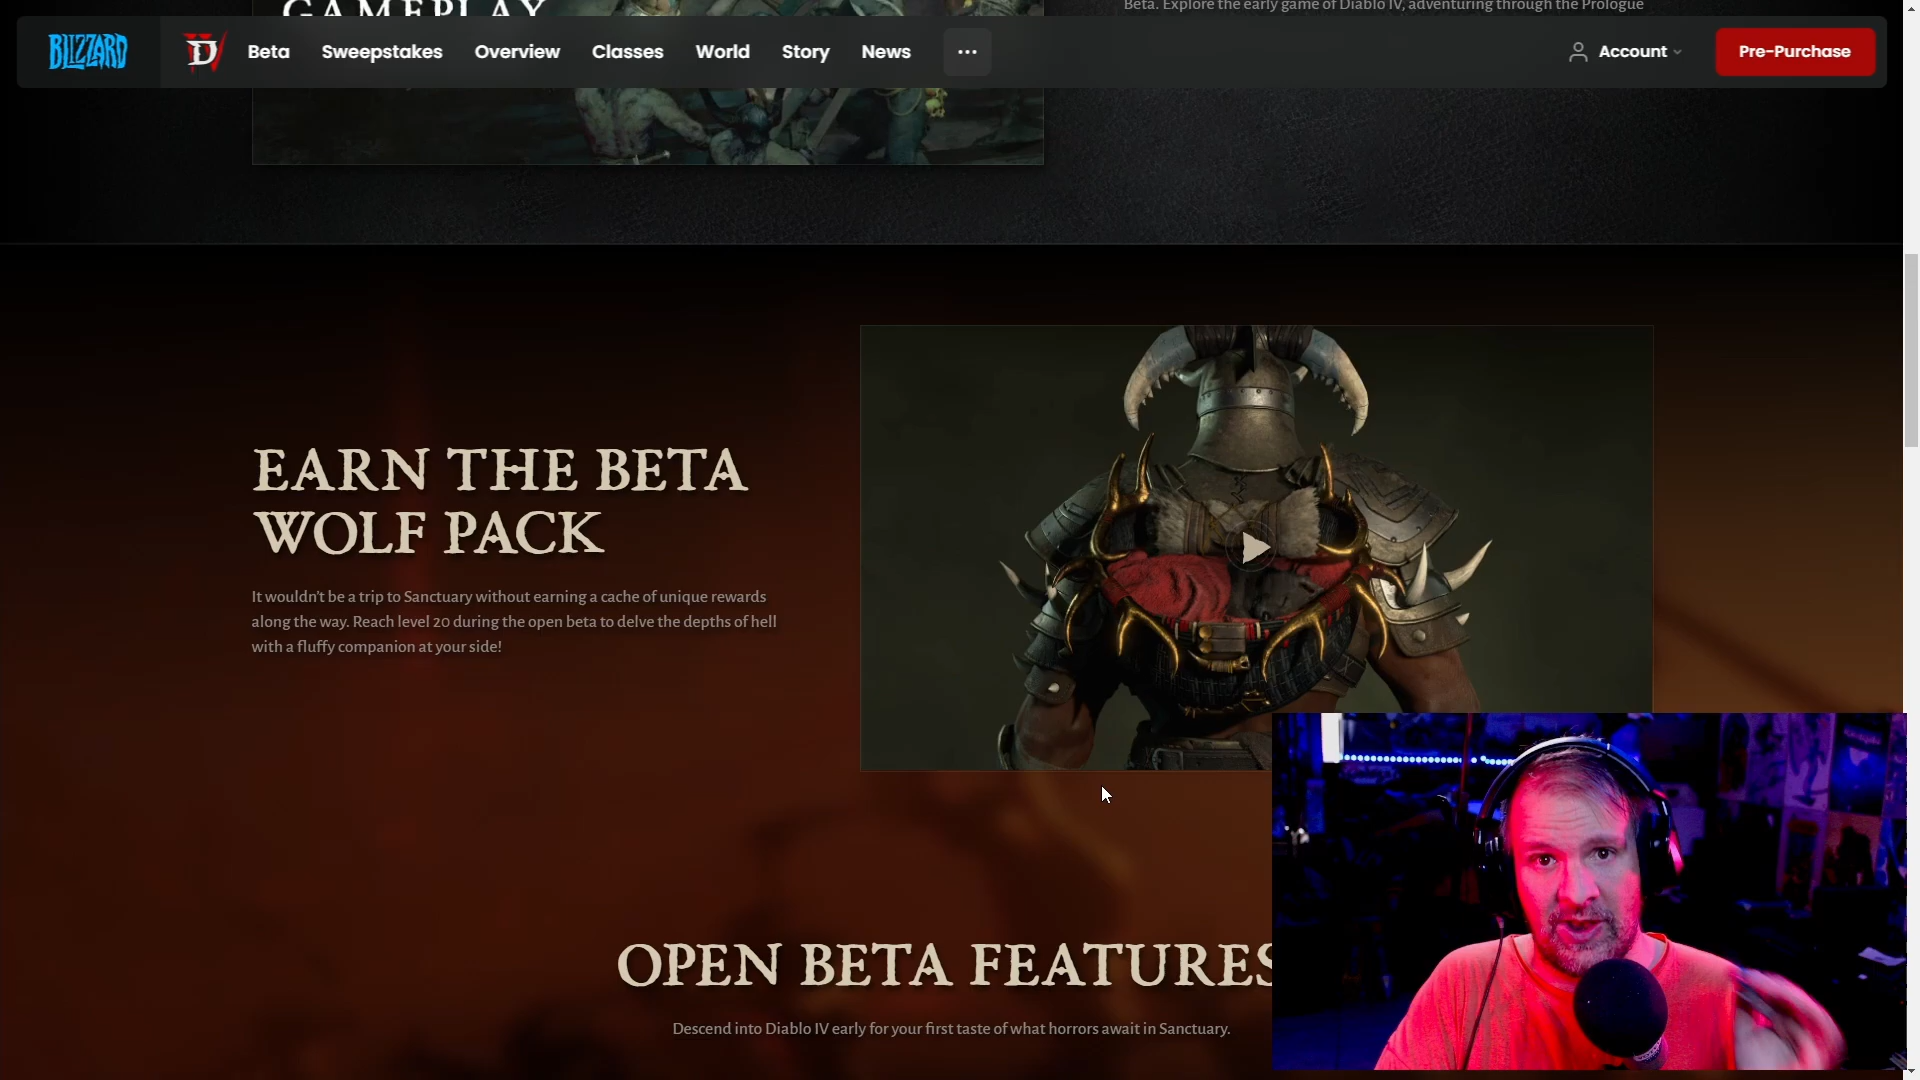 GAMEPLAY
Beta. Explore the early game of Diablo IV, adventuring through the Prologue
BLIZZARD
D IV
Beta
Sweepstakes
Overview
Classes
World
Story
News
...
Account
Pre-Purchase
EARN THE BETA
WOLF PACK
It wouldn't be a trip to Sanctuary without earning a cache of unique rewards
along the way. Reach level 20 during the open beta to delve the depths of hell
with a fluffy companion at your side!
OPEN BETA FEATURES
Descend into Diablo IV early for your first taste of what horrors await in Sanctuary.